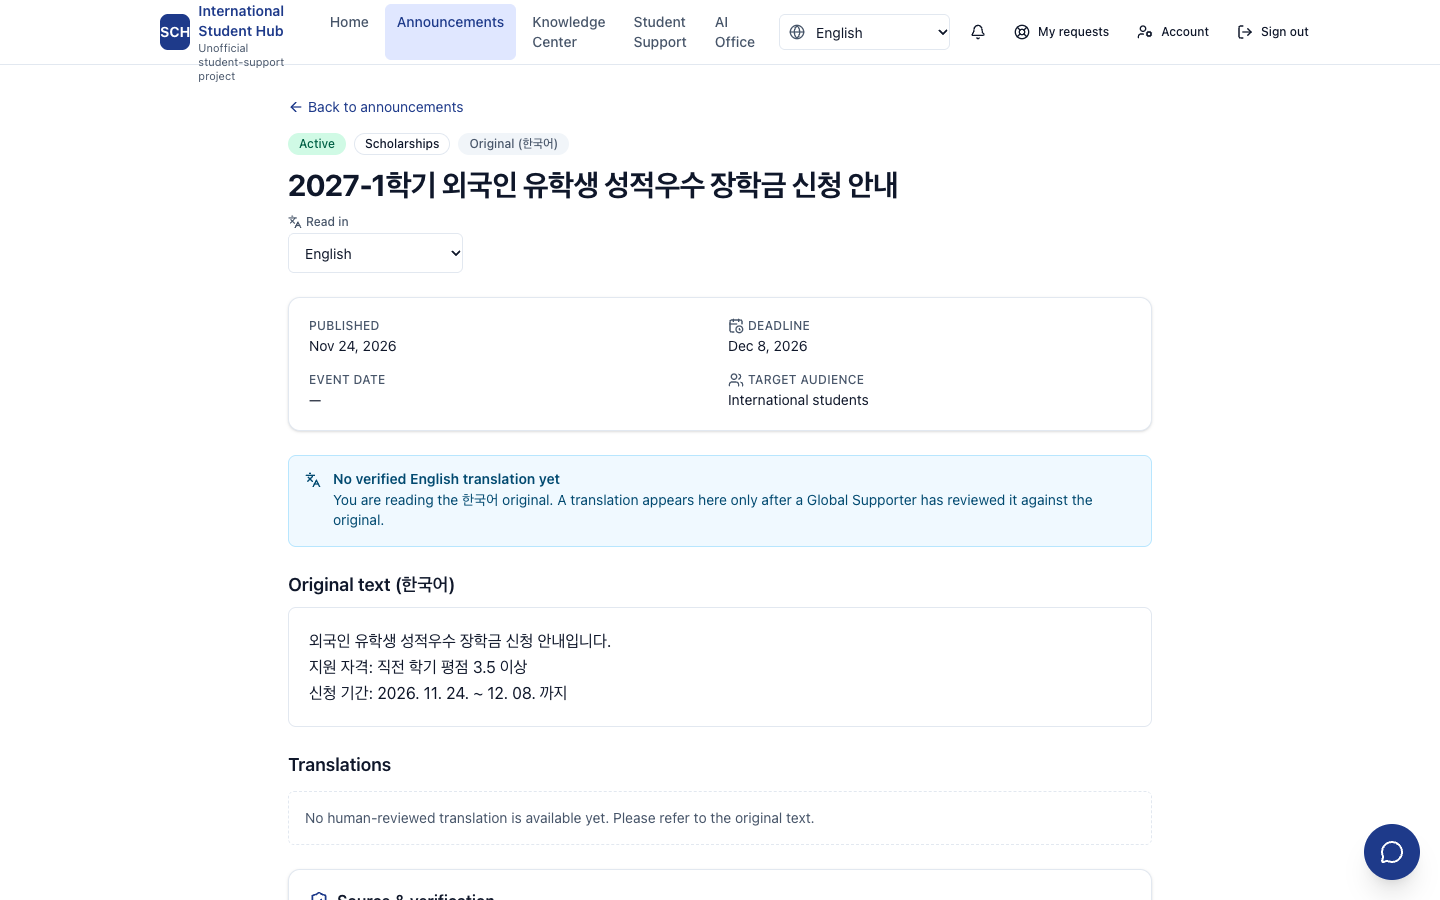 SCH
International
Student Hub
Unofficial
student-support
project
Home
Announcements
Knowledge
Center
Student
Support
AI
Office
English
My requests
Account
Sign out
Back to announcements
Active
Scholarships
Original (한국어)
2027-1학기 외국인 유학생 성적우수 장학금 신청 안내
Read in
English
PUBLISHED
Nov 24, 2026
DEADLINE
Dec 8, 2026
EVENT DATE
—
TARGET AUDIENCE
International students
No verified English translation yet
You are reading the 한국어 original. A translation appears here only after a Global Supporter has reviewed it against the
original.
Original text (한국어)
외국인 유학생 성적우수 장학금 신청 안내입니다.
지원 자격: 직전 학기 평점 3.5 이상
신청 기간: 2026. 11. 24. ~ 12. 08. 까지
Translations
No human-reviewed translation is available yet. Please refer to the original text.
Source & verification